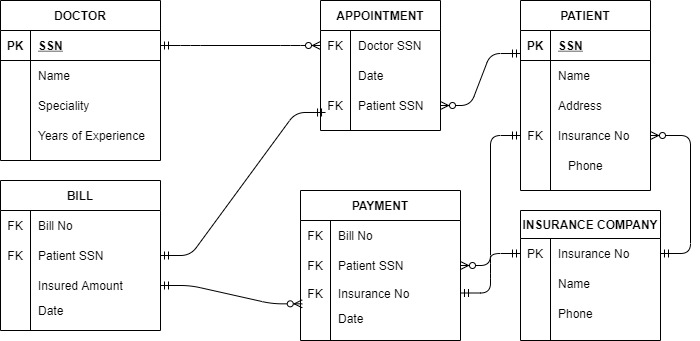 DOCTOR
PK SSN
Name
Speciality
Years of Experience
APPOINTMENT
FK Doctor SSN
Date
FK Patient SSN
PATIENT
PK SSN
Name
Address
FK Insurance No
Phone
BILL
FK Bill No
FK Patient SSN
Insured Amount
Date
PAYMENT
FK Bill No
FK Patient SSN
FK Insurance No
Date
INSURANCE COMPANY
PK Insurance No
Name
Phone